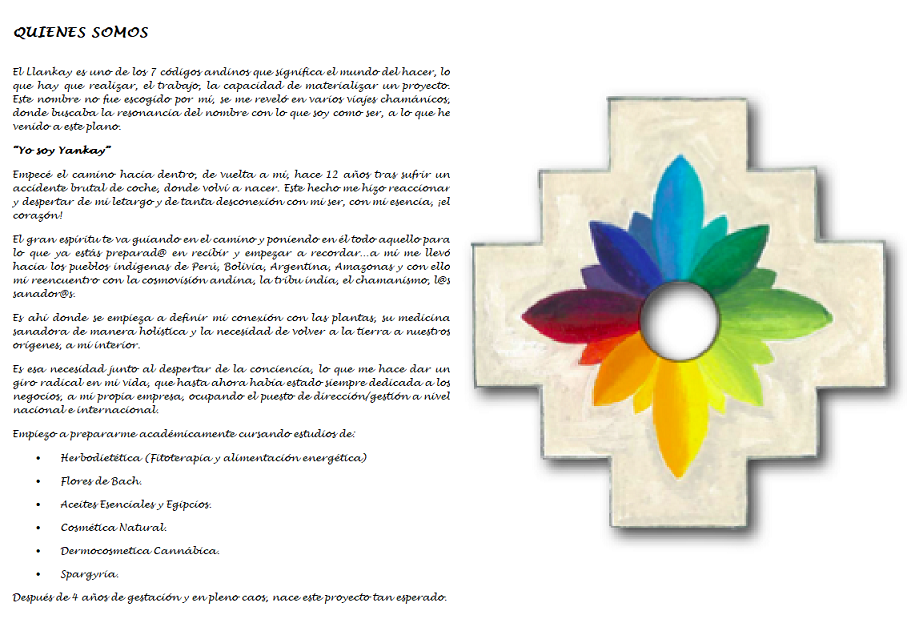 QUIENES SOMOS
El Llankay es uno de los 7 códigos andinos que significa el mundo del hacer, lo
que hay que realizar, el trabajo, la capacidad de materializar un proyecto.
Este nombre no fue escogido por mí, se me reveló en varios viajes chamánicos,
donde buscaba la resonancia del nombre con lo que soy como ser, a lo que he
venido a este plano.
"Yo soy Yankay"
Empecé el camino hacia dentro, de vuelta a mí, hace 12 años tras sufrir un
accidente brutal de coche, donde volví a nacer. Este hecho me hizo reaccionar
y despertar de mi letargo y de tanta desconexión con mi ser, con mi esencia, ¡el
corazón!
El gran espíritu te va guiando en el camino y poniendo en él todo aquello para
lo que ya estás preparad@ en recibir y empezar a recordar...a mí me llevó
hacia los pueblos indígenas de Perú, Bolivia, Argentina, Amazonas y con ello
mi reencuentro con la cosmovisión andina, la tribu india, el chamanismo, l@s
sanador@s.
Es ahí donde se empieza a definir mi conexión con las plantas, su medicina
sanadora de manera holística y la necesidad de volver a la tierra a nuestros
orígenes, a mi interior.
Es esa necesidad junto al despertar de la conciencia, lo que me hace dar un
giro radical en mi vida, que hasta ahora había estado siempre dedicada a los
negocios, a mi propia empresa, ocupando el puesto de dirección/gestión a nivel
nacional e internacional.
Empiezo a prepararme académicamente cursando estudios de:
• Herbodietética (Fitoterapia y alimentación energética)
• Flores de Bach.
• Aceites Esenciales y Egipcios.
• Cosmética Natural.
• Dermocosmetica Cannábica.
• Spargyria.
Después de 4 años de gestación y en pleno caos, nace este proyecto tan esperado.